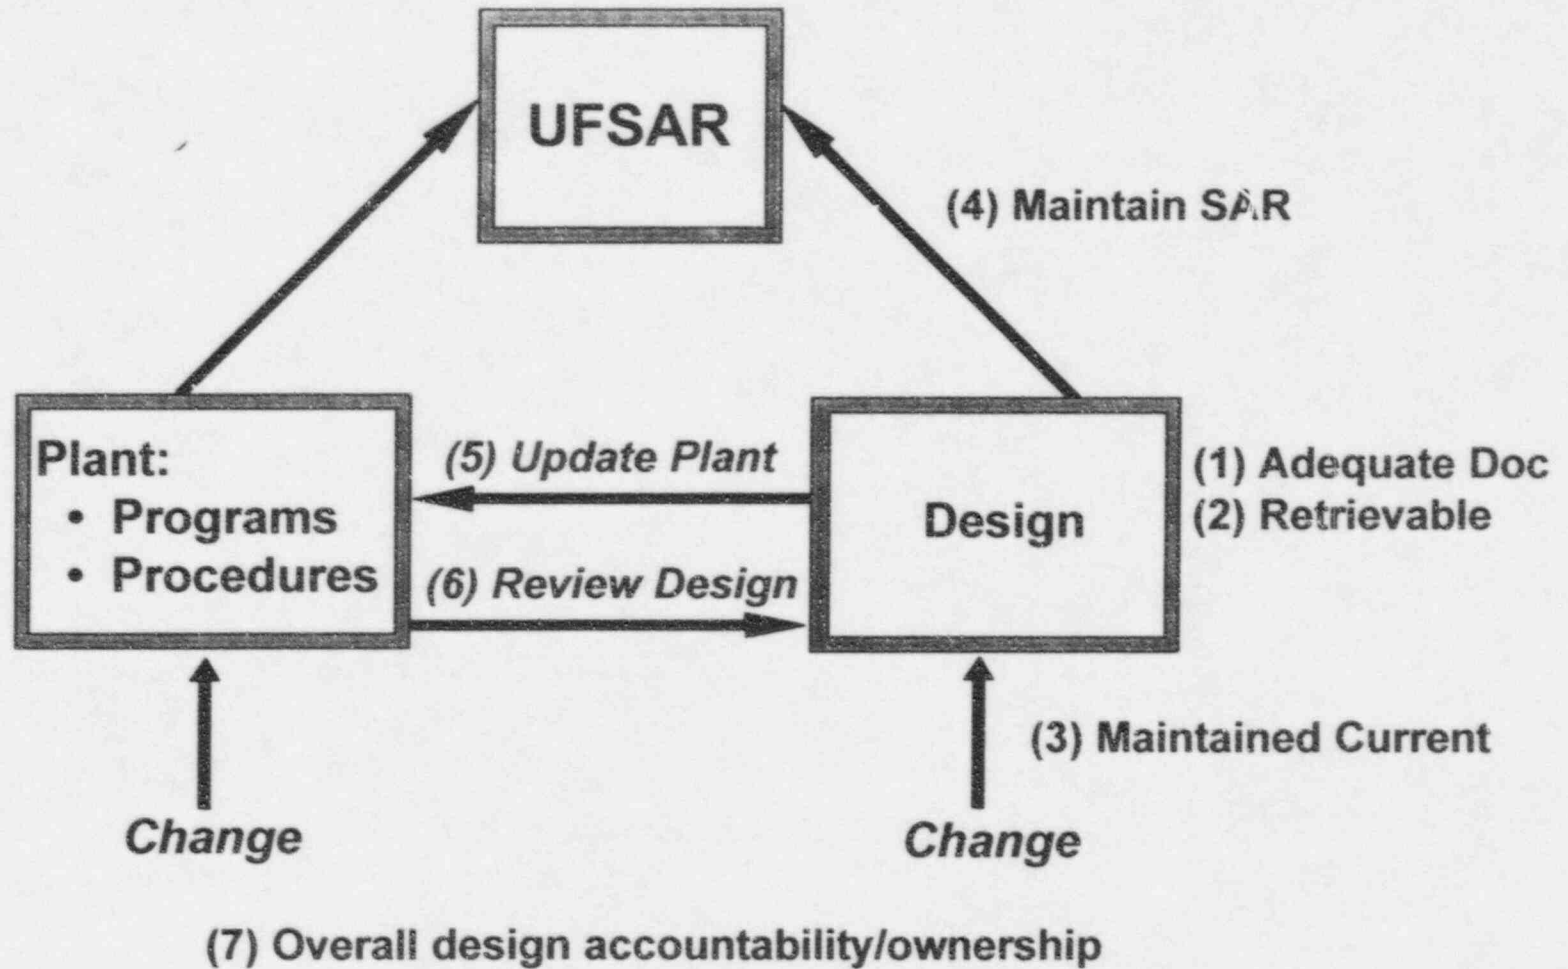 UFSAR
(4) Maintain SAR
Plant:
• Programs
• Procedures
(5) Update Plant
(6) Review Design
Design
(1) Adequate Doc
(2) Retrievable
Change
Change
(3) Maintained Current
(7) Overall design accountability/ownership